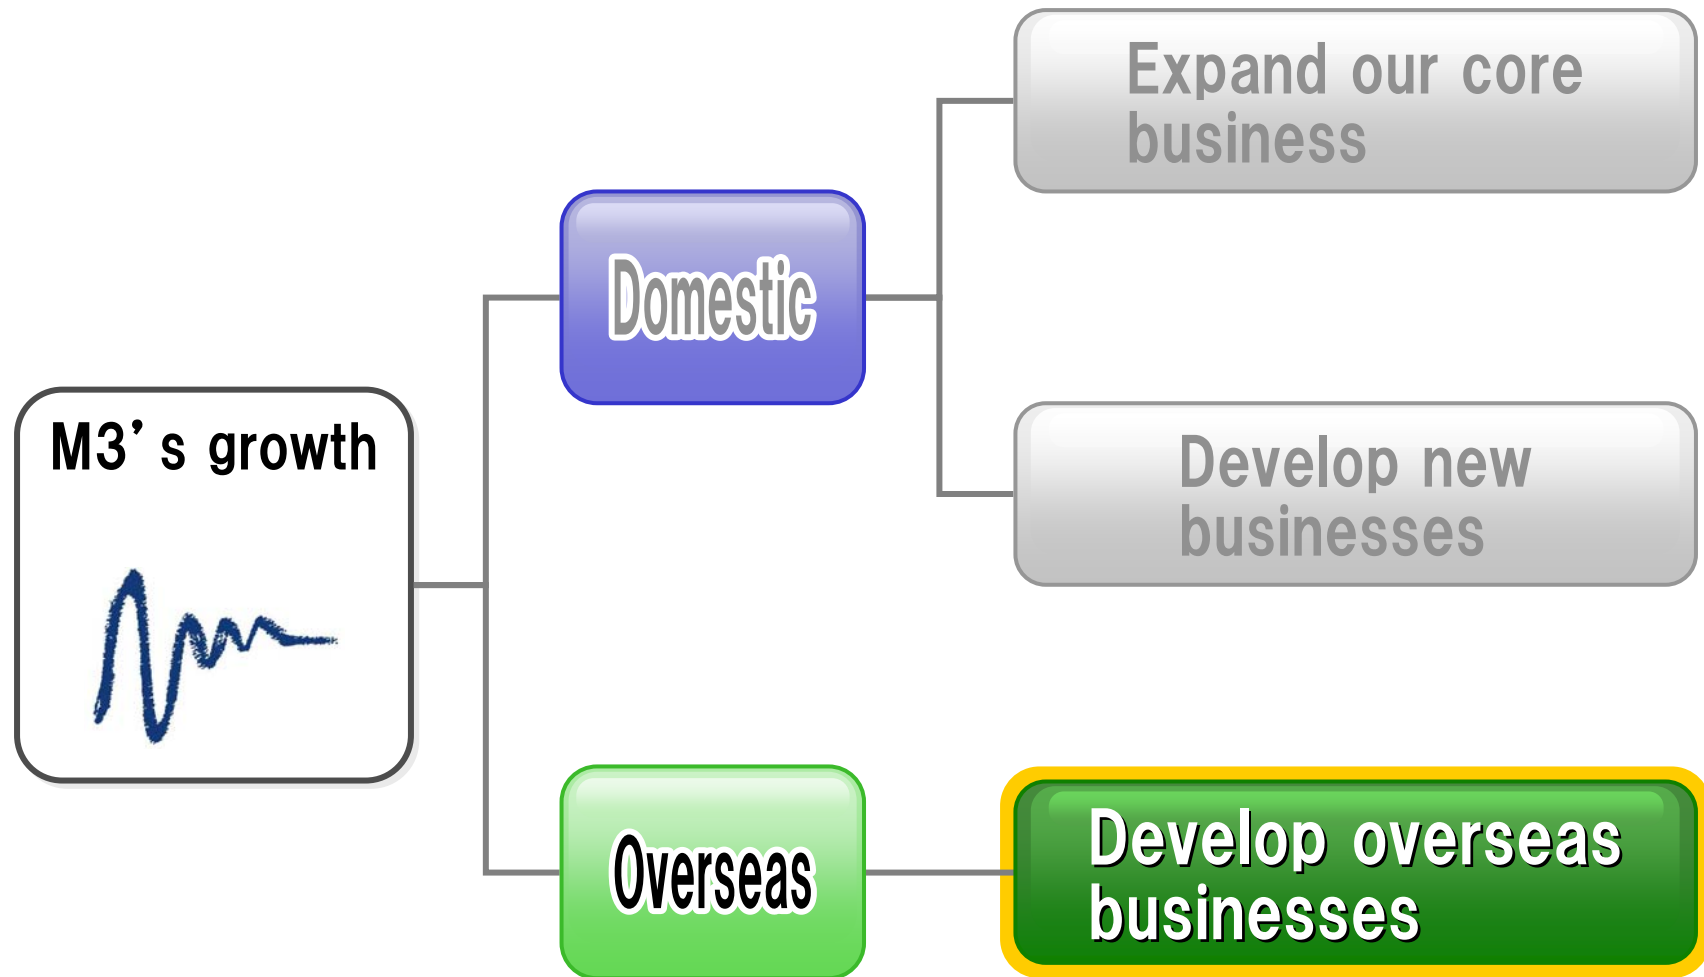 Expand our core
business
Domestic
M3’s growth
Develop new
businesses
Overseas
Develop overseas
businesses